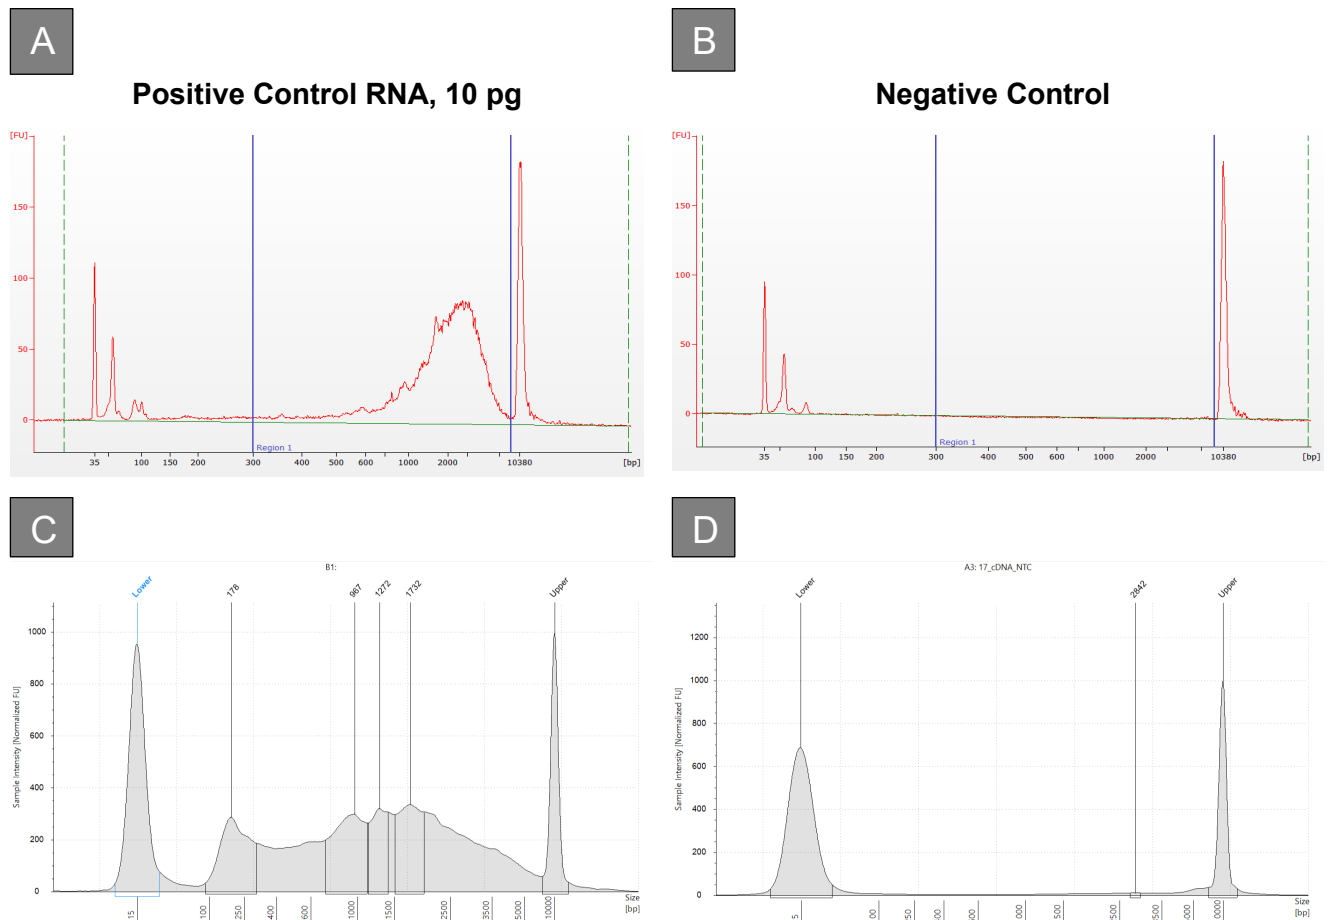 A
B
Positive Control RNA, 10 pg
Negative Control
[FU]
150
100
50
0
Region 1
35 100 150 200 300 400 600 1000 2000 10380 [bp]
[FU]
150
100
50
0
Region 1
35 100 150 200 300 400 600 1000 2000 10380 [bp]
C
D
B1:
Lower 178 967 1272 1732 Upper
Sample Intensity [Normalized FU]
1000
800
600
400
200
0
15 100 250 400 600 1000 1500 2500 3500 5000 10000
Size
[bp]
A3: 17_cDNA_NTC
Lower 2842 Upper
Sample Intensity [Normalized FU]
1200
1000
800
600
400
200
0
Size
[bp]